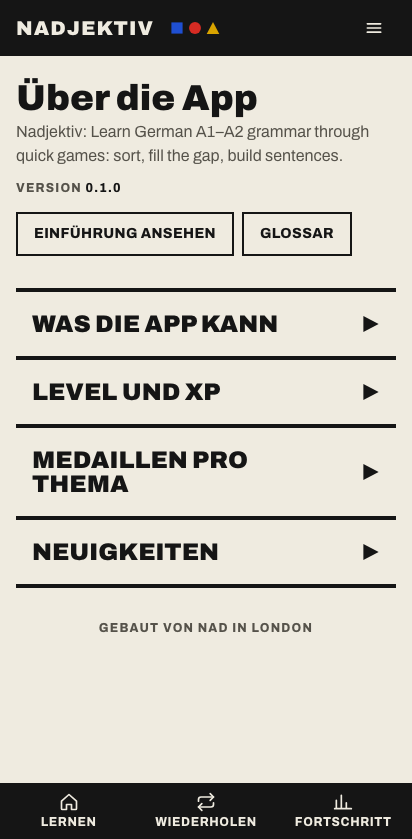 NADJEKTIV
Über die App
Nadjektiv: Learn German A1–A2 grammar through
quick games: sort, fill the gap, build sentences.
VERSION 0.1.0
EINFÜHRUNG ANSEHEN
GLOSSAR
WAS DIE APP KANN
LEVEL UND XP
MEDAILLEN PRO
THEMA
NEUIGKEITEN
GEBAUT VON NAD IN LONDON
LERNEN
WIEDERHOLEN
FORTSCHRITT